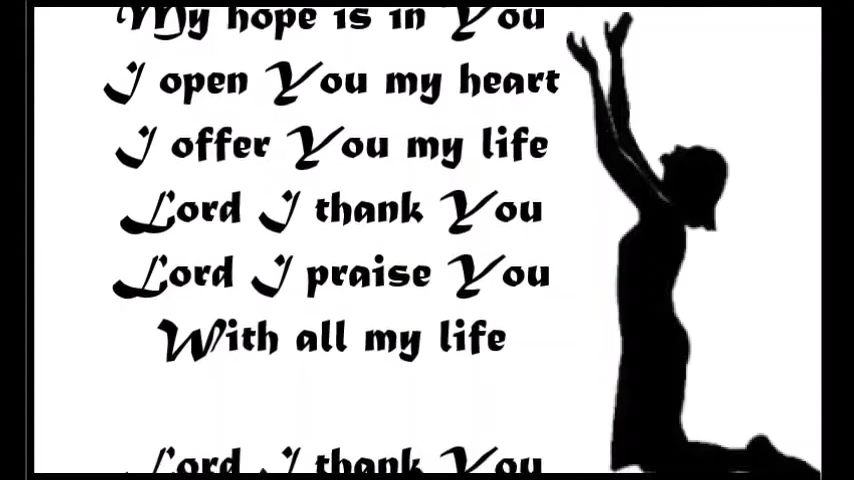 My hope is in You
I open You my heart
I offer You my life
Lord I thank You
Lord I praise You
With all my life
Lord I thank You